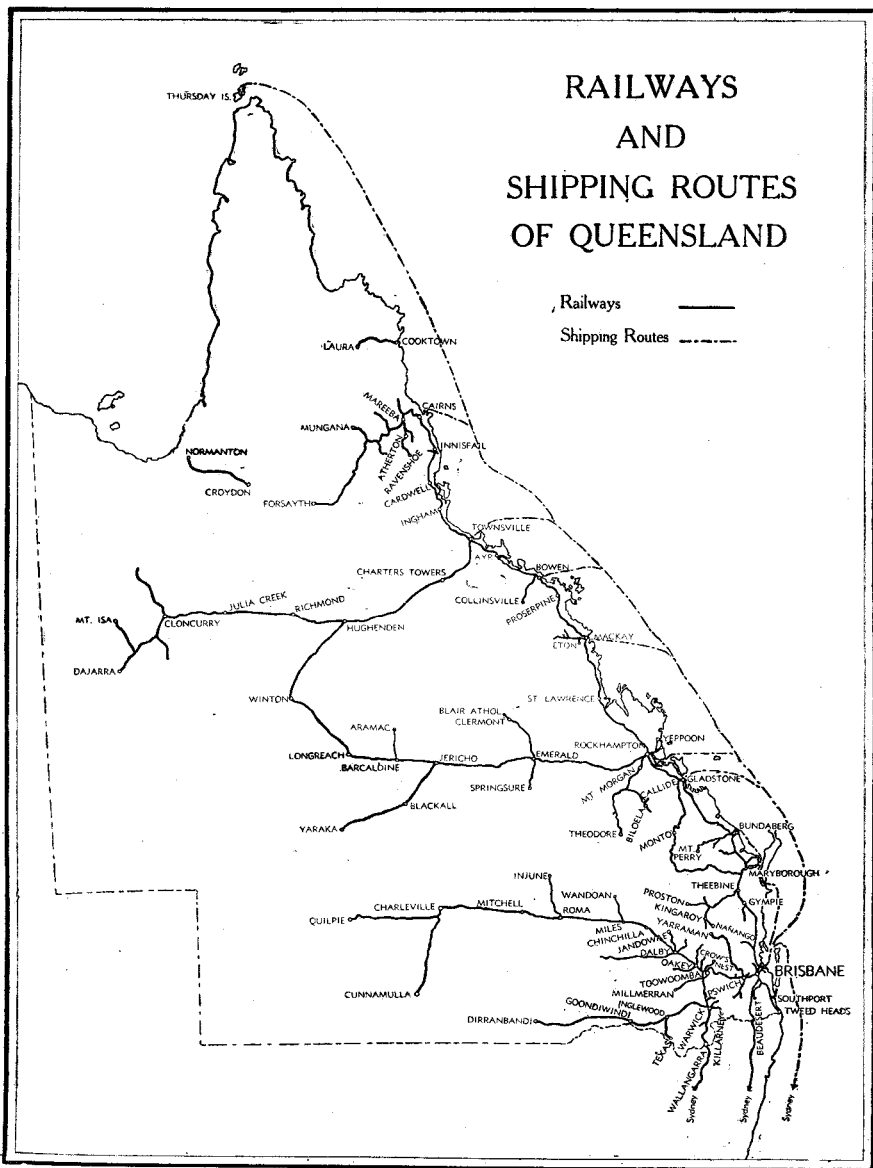 RAILWAYS
AND
SHIPPING ROUTES
OF QUEENSLAND
Railways
Shipping Routes
THURSDAY IS.
LAURA
COOKTOWN
CAIRNS
MAREEBA
MUNGANA
ATHERTON
RAVENSHOE
INNISFAIL
NORMANTON
CROYDON
FORSAYTH
CARDWELL
INGHAM
TOWNSVILLE
AYR
BOWEN
CHARTERS TOWERS
COLLINSVILLE
PROSERPINE
JULIA CREEK
RICHMOND
MT. ISA
CLONCURRY
HUGHENDEN
MACKAY
ETON
DAJARRA
WINTON
ST LAWRENCE
BLAIR ATHOL
CLERMONT
ARAMAC
YEPPOON
ROCKHAMPTON
LONGREACH
BARCALDINE
JERICHO
EMERALD
MT. MORGAN
CALLIDE
GLADSTONE
SPRINGSURE
BLACKALL
BILOELA
THEODORE
YARAKA
MONTO
BUNDABERG
MT.
PERRY
MARYBOROUGH
INJUNE
THEEBINE
WANDOAN
PROSTON
GYMPIE
KINGAROY
CHARLEVILLE
MITCHELL
QUILPIE
ROMA
MILES
NANANGO
YARRAMAN
CHINCHILLA
JANDOWAE
DALBY
CROW'S
NEST
OAKEY
BRISBANE
TOOWOOMBA
IPSWICH
CUNNAMULLA
MILLMERRAN
SOUTHPORT
TWEED HEADS
INGLEWOOD
GOONDIWINDI
DIRRANBANDI
TEXAS
WARWICK
KILLARNEY
BEAUDESERT
WALLANGARRA
Sydney
Sydney
Sydney